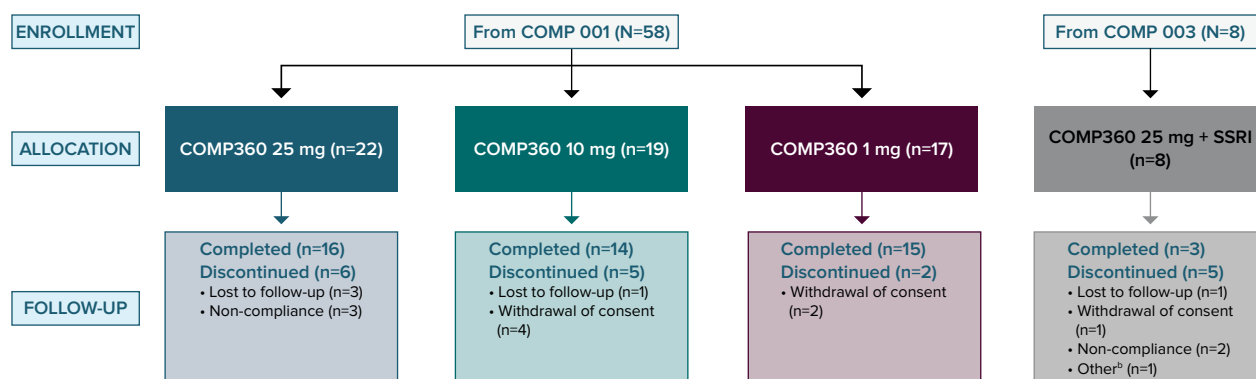 ENROLLMENT
From COMP 001 (N=58)
From COMP 003 (N=8)
ALLOCATION
COMP360 25 mg (n=22)
COMP360 10 mg (n=19)
COMP360 1 mg (n=17)
COMP360 25 mg + SSRI
(n=8)
FOLLOW-UP
Completed (n=16)
Discontinued (n=6)
• Lost to follow-up (n=3)
• Non-compliance (n=3)
Completed (n=14)
Discontinued (n=5)
• Lost to follow-up (n=1)
• Withdrawal of consent
(n=4)
Completed (n=15)
Discontinued (n=2)
• Withdrawal of consent
(n=2)
Completed (n=3)
Discontinued (n=5)
• Lost to follow-up (n=1)
• Withdrawal of consent
(n=1)
• Non-compliance (n=2)
• Otherᵇ (n=1)